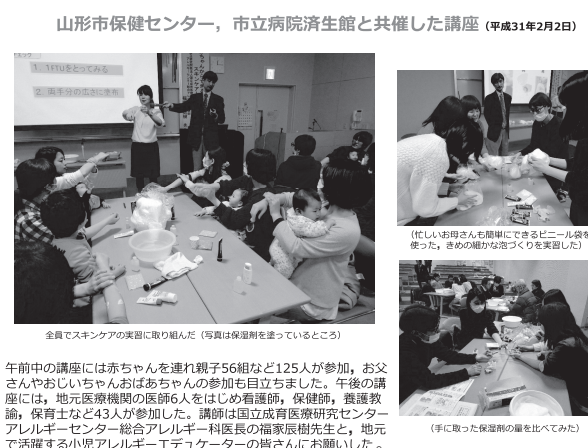 山形市保健センター，市立病院済生館と共催した講座（平成31年2月2日）
1．1FTUをとってみる
2．両手分の広さに塗布
（忙しいお母さんも簡単にできるビニール袋を
使った，きめの細かな泡づくりを実習した）
全員でスキンケアの実習に取り組んだ（写真は保湿剤を塗っているところ）
午前中の講座には赤ちゃんを連れ親子56組など125人が参加，お父
さんやおじいちゃんおばあちゃんの参加も目立ちました。午後の講
座には，地元医療機関の医師6人をはじめ看護師，保健師，養護教
諭，保育士など43人が参加した。講師は国立成育医療研究センター
アレルギーセンター総合アレルギー科医長の福家辰樹先生と，地元
で活躍する小児アレルギーエデュケーターの皆さんにお願いした。
（手に取った保湿剤の量を比べてみた）